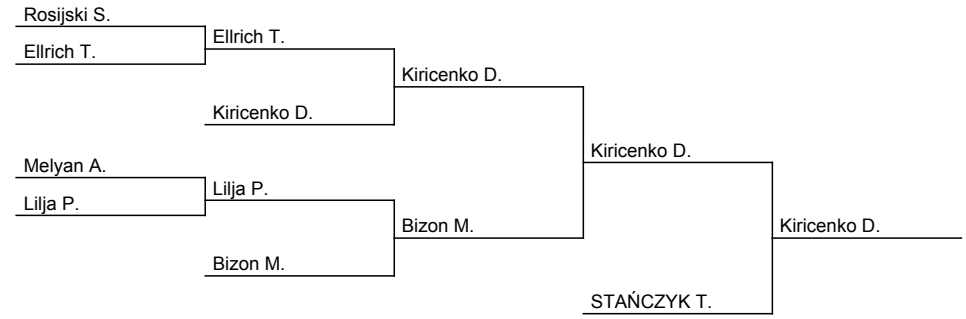 Rosijski S.
Ellrich T.
Ellrich T.
Kiricenko D.
Kiricenko D.
Melyan A.
Kiricenko D.
Lilja P.
Lilja P.
Bizon M.
Kiricenko D.
Bizon M.
STAŃCZYK T.